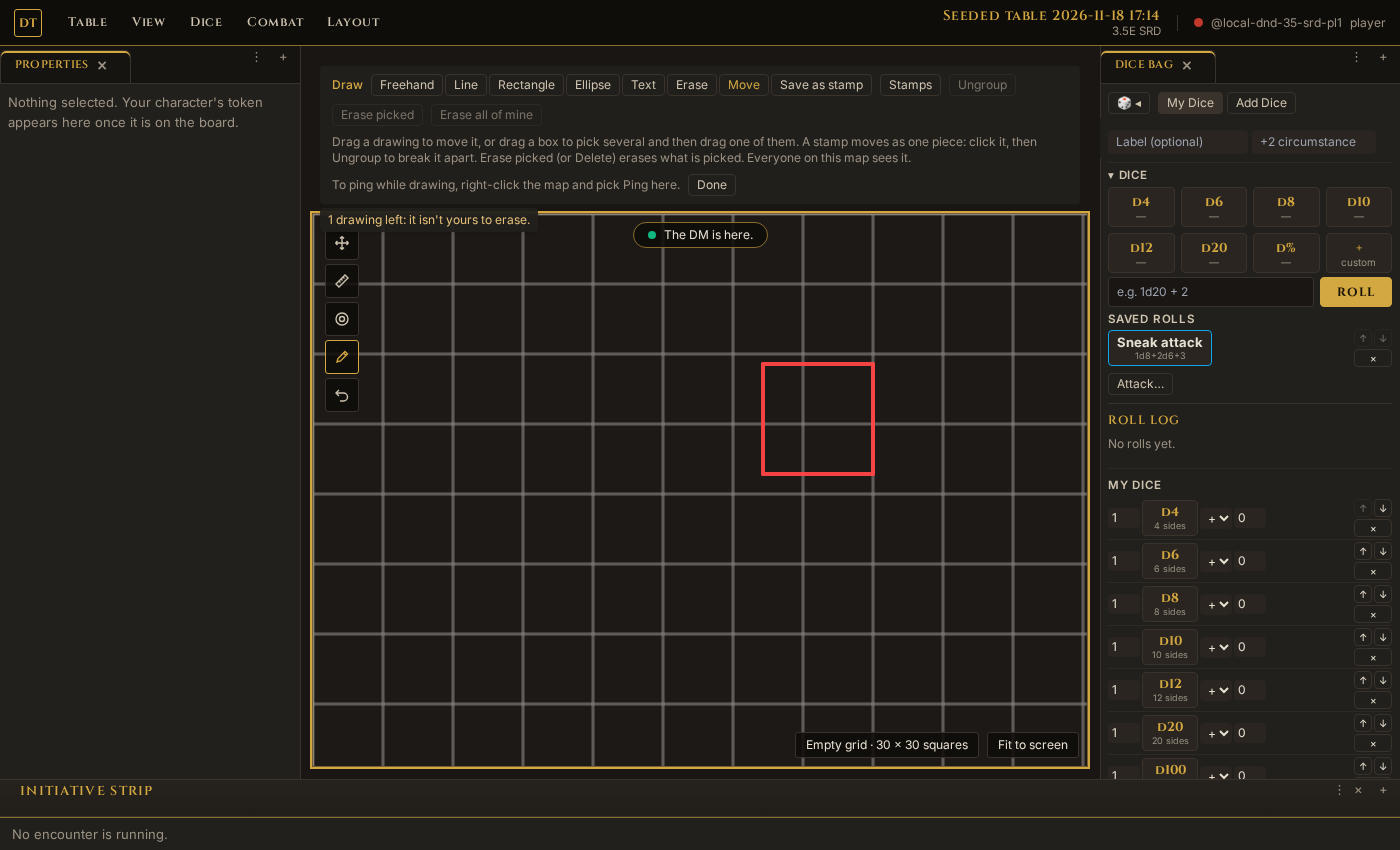 DT
Table
View
Dice
Combat
Layout
Seeded table 2026-11-18 17:14
3.5E SRD
@local-dnd-35-srd-pl1 player
Properties ×
Nothing selected. Your character's token
appears here once it is on the board.
Draw
Freehand
Line
Rectangle
Ellipse
Text
Erase
Move
Save as stamp
Stamps
Ungroup
Erase picked
Erase all of mine
Drag a drawing to move it, or drag a box to pick several and then drag one of them. A stamp moves as one piece: click it, then
Ungroup to break it apart. Erase picked (or Delete) erases what is picked. Everyone on this map sees it.
To ping while drawing, right-click the map and pick Ping here.
Done
1 drawing left: it isn't yours to erase.
The DM is here.
Empty grid · 30 × 30 squares
Fit to screen
Dice Bag ×
My Dice
Add Dice
Label (optional)
+2 circumstance
▾ DICE
D4
—
D6
—
D8
—
D10
—
D12
—
D20
—
D%
—
+
custom
e.g. 1d20 + 2
ROLL
SAVED ROLLS
Sneak attack
1d8+2d6+3
↑ ↓
×
Attack...
ROLL LOG
No rolls yet.
MY DICE
1
D4
4 sides
+
0
↑ ↓
×
1
D6
6 sides
+
0
↑ ↓
×
1
D8
8 sides
+
0
↑ ↓
×
1
D10
10 sides
+
0
↑ ↓
×
1
D12
12 sides
+
0
↑ ↓
×
1
D20
20 sides
+
0
↑ ↓
×
1
D100
+
0
↑ ↓
Initiative Strip
No encounter is running.